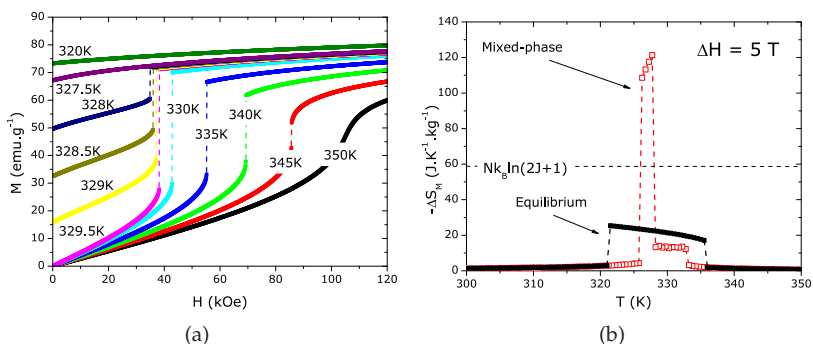 90
80
70
60
50
40
30
20
10
0
M (emu.g⁻¹)
320K
327.5K
328K
328.5K
329K
329.5K
330K
335K
340K
345K
350K
0 20 40 60 80 100 120
H (kOe)
(a)
140
120
100
80
60
40
20
0
-ΔS_M (J.K⁻¹.kg⁻¹)
Mixed-phase
ΔH = 5 T
Nk_Bln(2J+1)
Equilibrium
300 310 320 330 340 350
T (K)
(b)